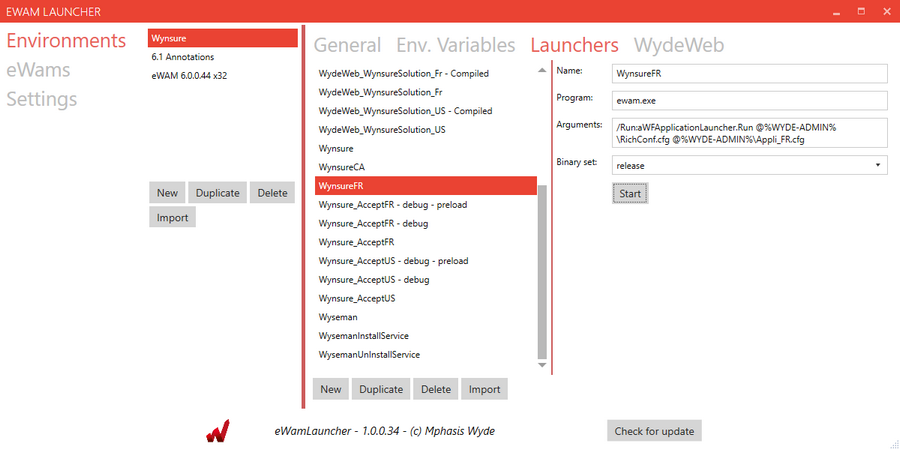 EWAM LAUNCHER
Environments
eWams
Settings
Wynsure
6.1 Annotations
eWAM 6.0.0.44 x32
New Duplicate Delete
Import
General Env. Variables Launchers WydeWeb
WydeWeb_WynsureSolution_Fr - Compiled
WydeWeb_WynsureSolution_Fr
WydeWeb_WynsureSolution_US - Compiled
WydeWeb_WynsureSolution_US
Wynsure
WynsureCA
WynsureFR
Wynsure_AcceptFR - debug - preload
Wynsure_AcceptFR - debug
Wynsure_AcceptFR
Wynsure_AcceptUS - debug - preload
Wynsure_AcceptUS - debug
Wynsure_AcceptUS
Wyseman
WysemanInstallService
WysemanUnInstallService
New Duplicate Delete Import
Name: WynsureFR
Program: ewam.exe
Arguments: /Run:aWFApplicationLauncher.Run @%WYDE-ADMIN%
\RichConf.cfg @%WYDE-ADMIN%\Appli_FR.cfg
Binary set: release
Start
eWamLauncher - 1.0.0.34 - (c) Mphasis Wyde
Check for update